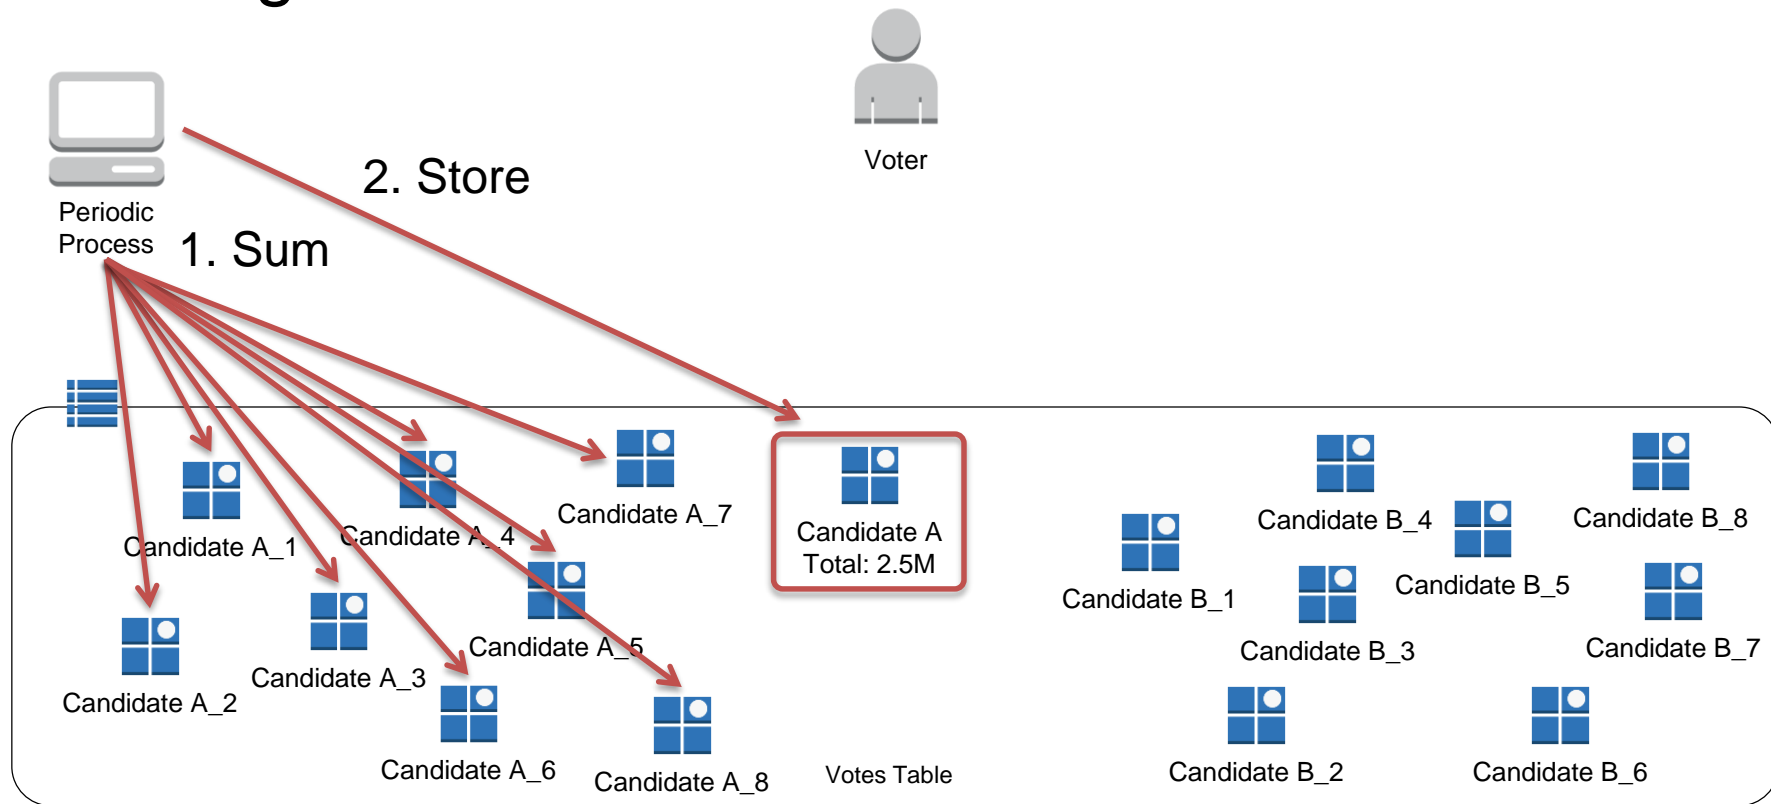 Voter
2. Store
Periodic
Process
1. Sum
Candidate A_1
Candidate A_4
Candidate A_7
Candidate A
Total: 2.5M
Candidate B_4
Candidate B_8
Candidate B_1
Candidate B_5
Candidate A_5
Candidate B_3
Candidate B_7
Candidate A_2
Candidate A_3
Candidate A_6
Candidate A_8
Votes Table
Candidate B_2
Candidate B_6